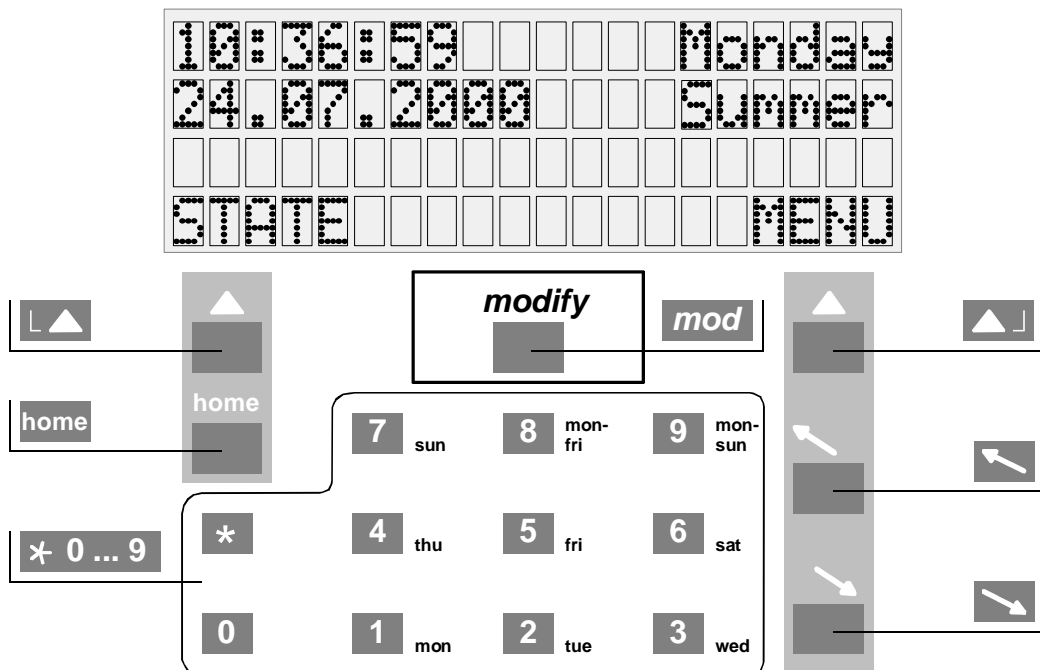 10:36:59 Monday
24.07.2000 Summer
STATE MENU
modify
mod
home
home
7 sun 8 mon-fri 9 mon-sun
* 0 ... 9
* 4 thu 5 fri 6 sat
0 1 mon 2 tue 3 wed